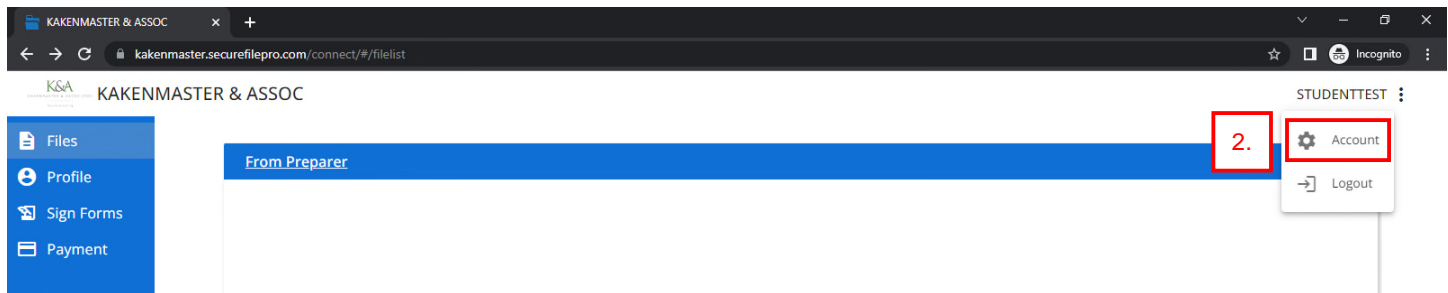 KAKENMASTER & ASSOC
kakenmaster.securefilepro.com/connect/#/filelist
Incognito
K&A
KAKENMASTER & ASSOC
STUDENTTEST
Files
Profile
Sign Forms
Payment
From Preparer
2.
Account
Logout